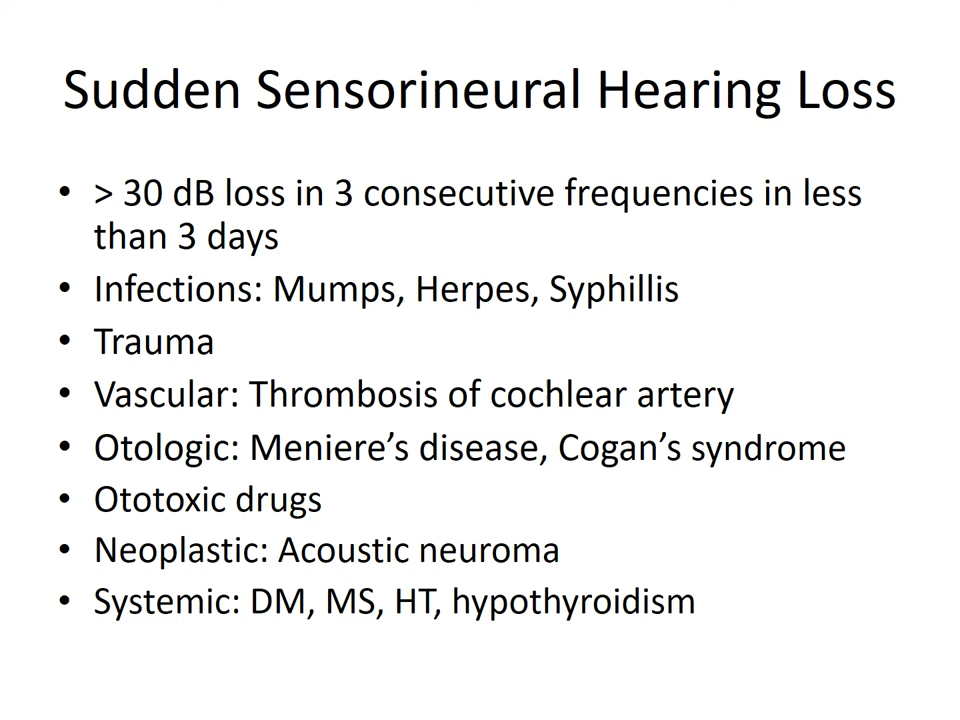 Sudden Sensorineural Hearing Loss
• > 30 dB loss in 3 consecutive frequencies in less
than 3 days
• Infections: Mumps, Herpes, Syphillis
• Trauma
• Vascular: Thrombosis of cochlear artery
• Otologic: Meniere’s disease, Cogan’s syndrome
• Ototoxic drugs
• Neoplastic: Acoustic neuroma
• Systemic: DM, MS, HT, hypothyroidism